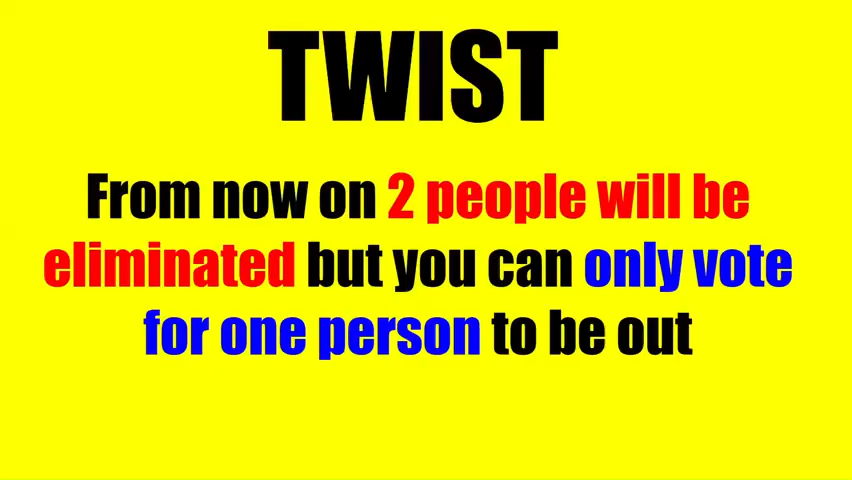 TWIST
From now on 2 people will be
eliminated but you can only vote
for one person to be out